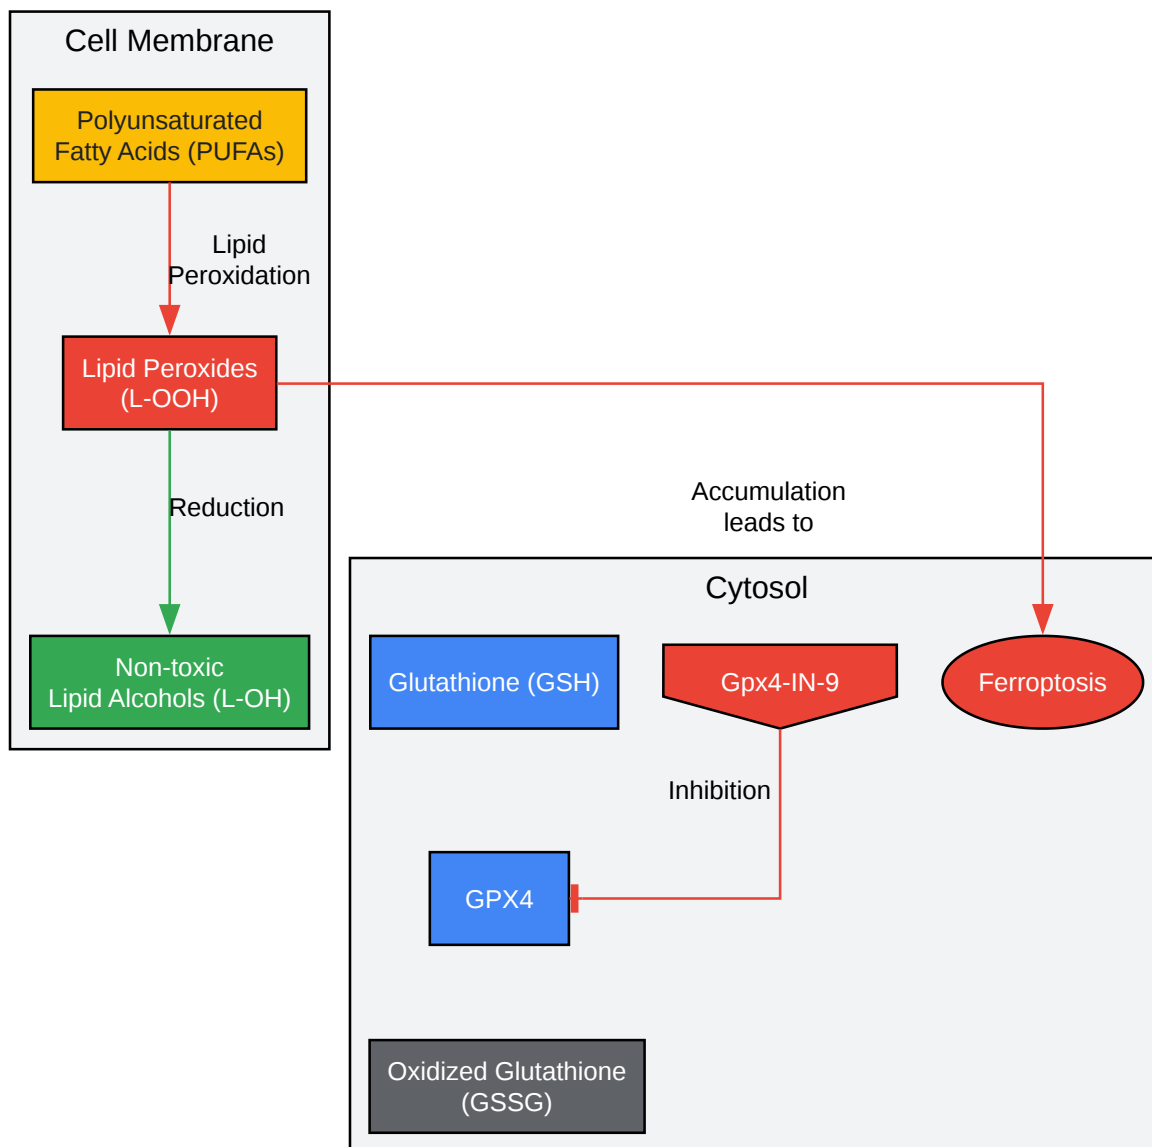 Cell Membrane
Polyunsaturated
Fatty Acids (PUFAs)
Lipid
Peroxidation
Lipid Peroxides
(L-OOH)
Reduction
Non-toxic
Lipid Alcohols (L-OH)
Accumulation
leads to
Cytosol
Glutathione (GSH)
Gpx4-IN-9
Ferroptosis
Inhibition
GPX4
Oxidized Glutathione
(GSSG)